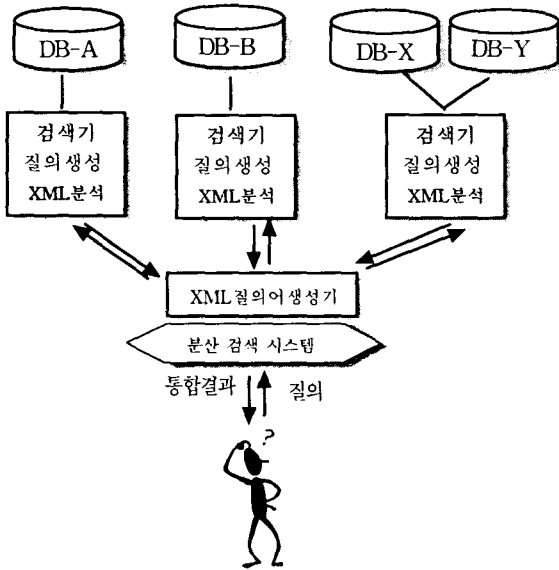 DB-A
DB-B
DB-X
DB-Y
검색기
질의생성
XML분석
검색기
질의생성
XML분석
검색기
질의생성
XML분석
XML질의어생성기
분산 검색 시스템
통합결과
질의
?